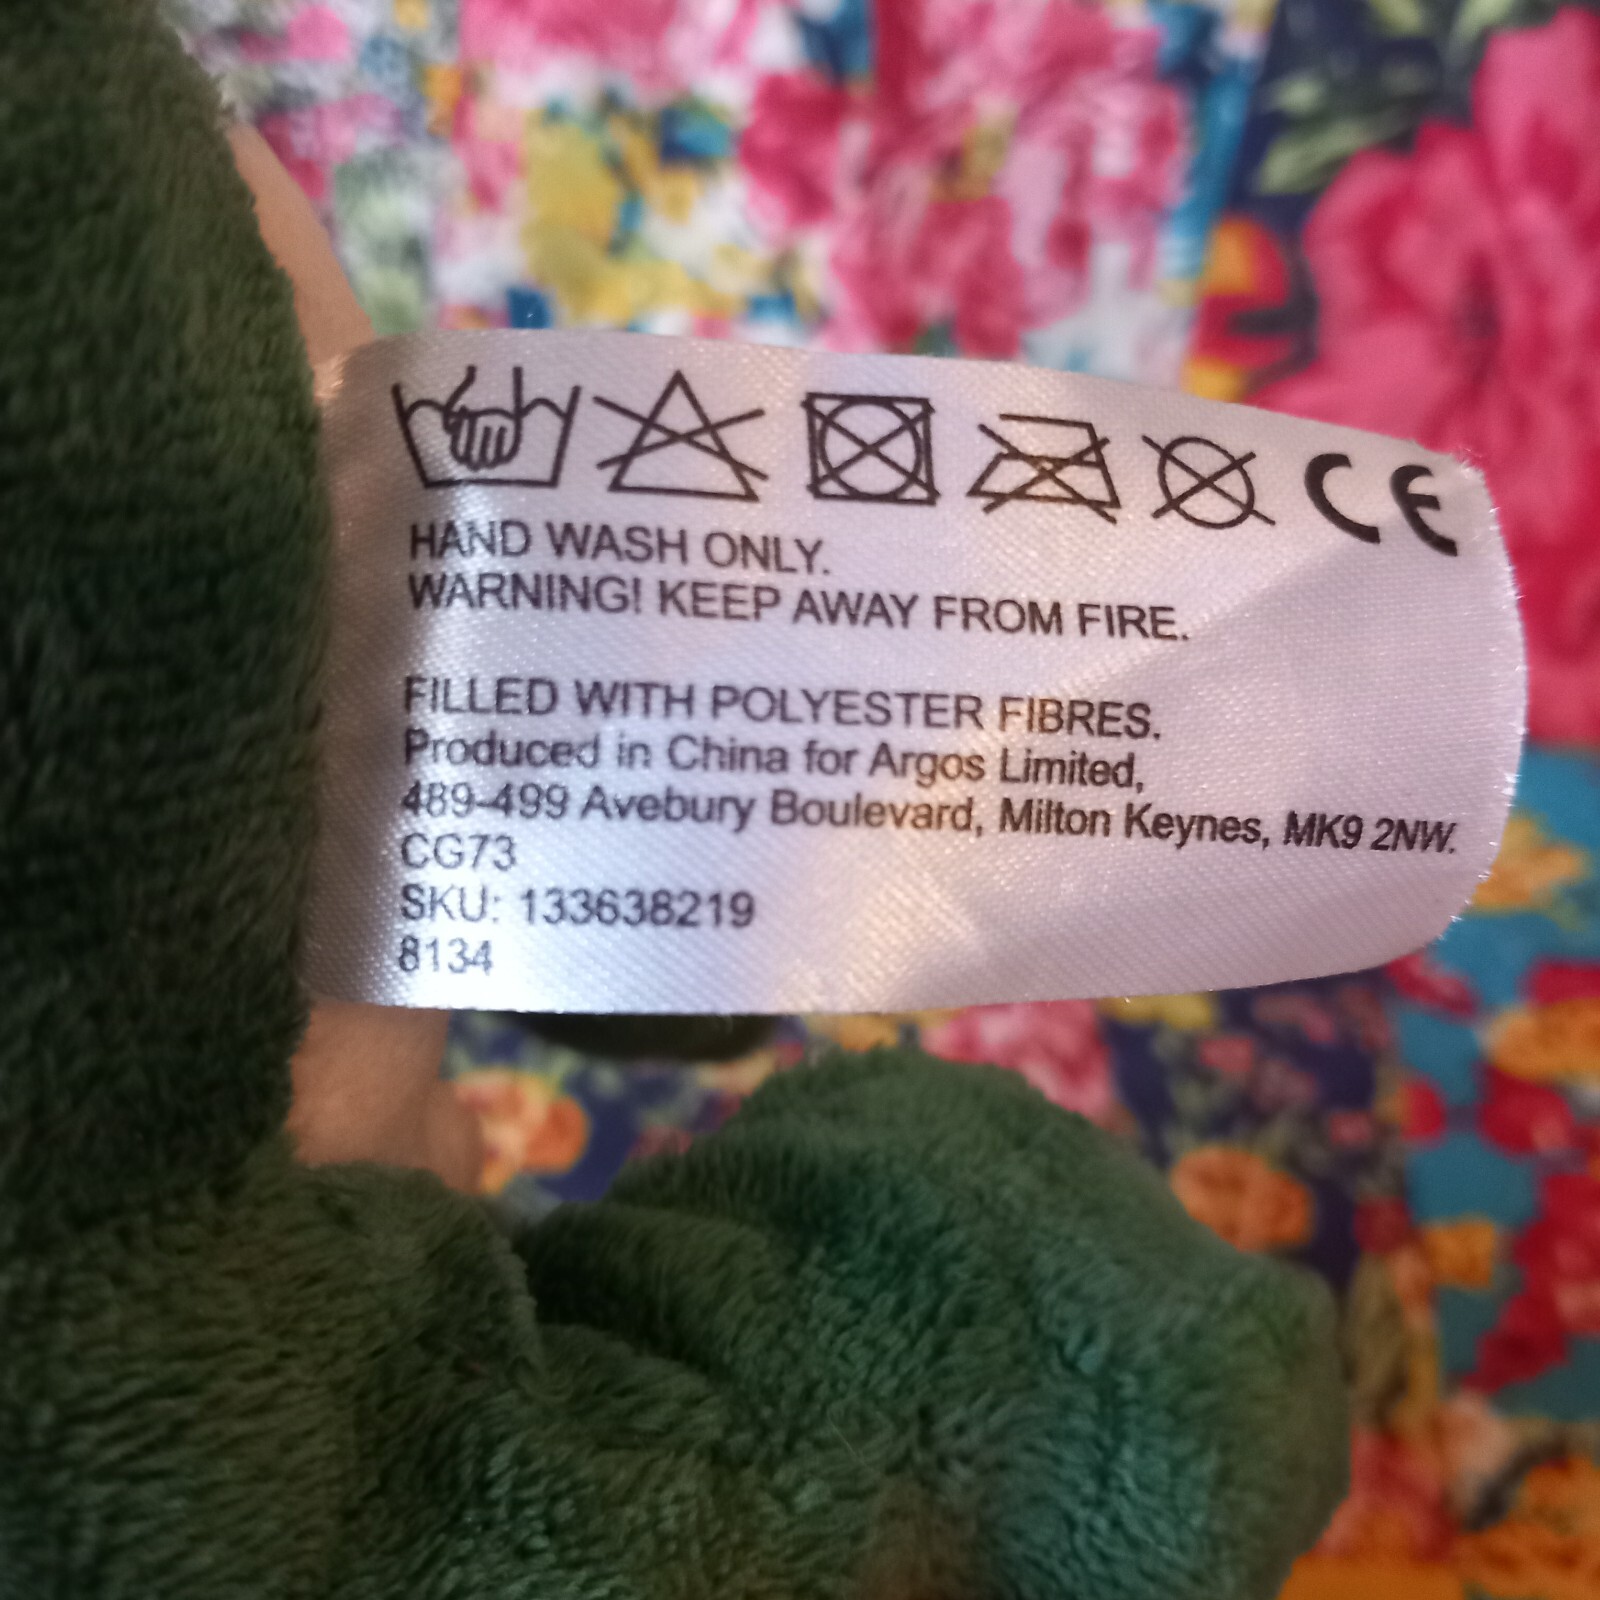 CE
HAND WASH ONLY.
WARNING! KEEP AWAY FROM FIRE.
FILLED WITH POLYESTER FIBRES.
Produced in China for Argos Limited,
489-499 Avebury Boulevard, Milton Keynes, MK9 2NW.
CG73
SKU: 133638219
8134